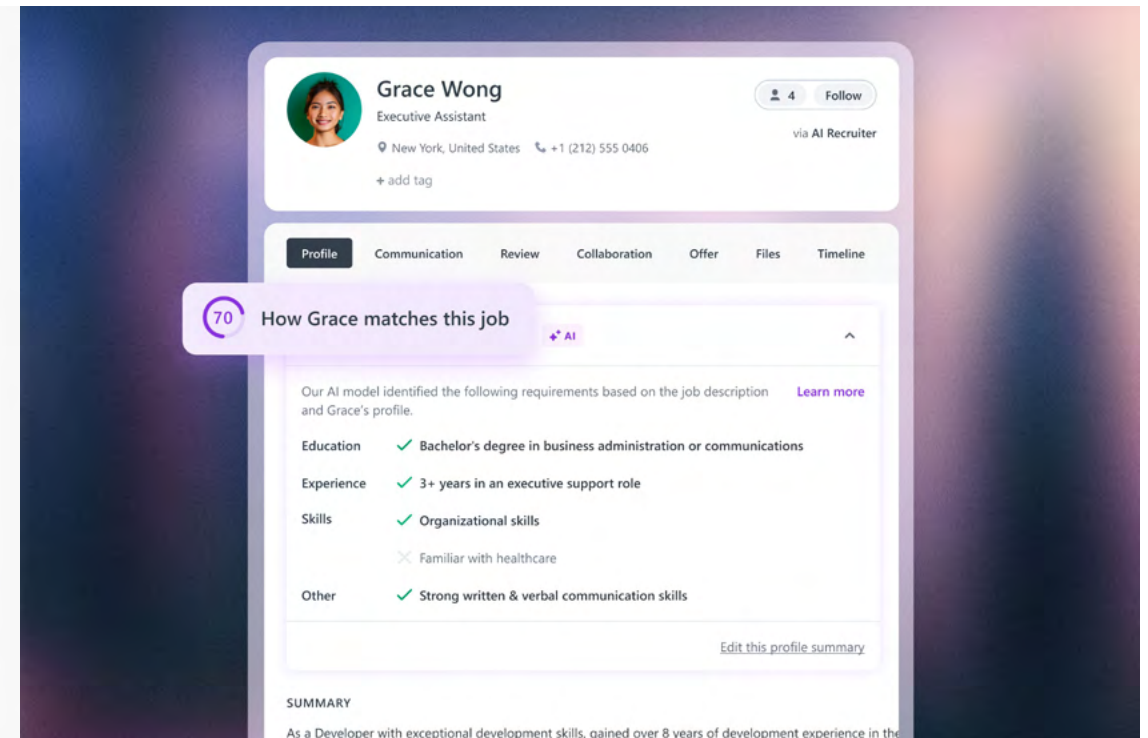 Grace Wong
Executive Assistant
New York, United States +1 (212) 555 0406
+ add tag
4 Follow
via AI Recruiter
Profile Communication Review Collaboration Offer Files Timeline
70 How Grace matches this job
AI
Our AI model identified the following requirements based on the job description
and Grace's profile.
Learn more
Education Bachelor's degree in business administration or communications
Experience 3+ years in an executive support role
Skills Organizational skills
Familiar with healthcare
Other Strong written & verbal communication skills
Edit this profile summary
SUMMARY
As a Developer with exceptional development skills, gained over 8 years of development experience in the